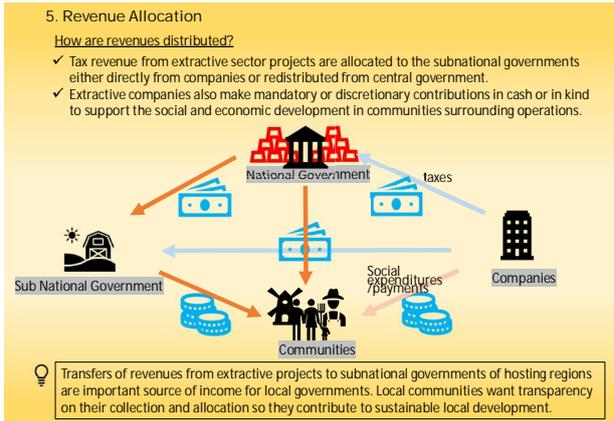 5. Revenue Allocation
How are revenues distributed?
✓ Tax revenue from extractive sector projects are allocated to the subnational governments
either directly from companies or redistributed from central government.
✓ Extractive companies also make mandatory or discretionary contributions in cash or in kind
to support the social and economic development in communities surrounding operations.
National Government
taxes
Sub National Government
Social
expenditures
/payments
Companies
Communities
Transfers of revenues from extractive projects to subnational governments of hosting regions
are important source of income for local governments. Local communities want transparency
on their collection and allocation so they contribute to sustainable local development.